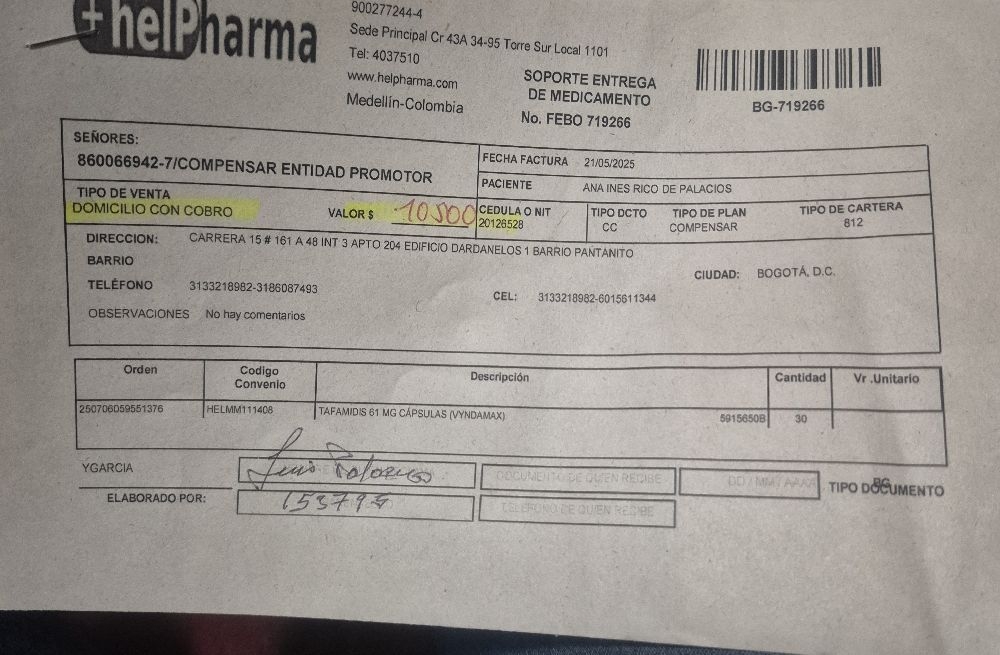 +helPharma
900277244-4
Sede Principal Cr 43A 34-95 Torre Sur Local 1101
Tel: 4037510
www.helpharma.com
Medellín-Colombia
SOPORTE ENTREGA
DE MEDICAMENTO
No. FEBO 719266
BG-719266
SEÑORES:
860066942-7/COMPENSAR ENTIDAD PROMOTOR
FECHA FACTURA 21/05/2025
PACIENTE ANA INES RICO DE PALACIOS
TIPO DE VENTA
DOMICILIO CON COBRO
VALOR $ 10500
CEDULA O NIT
20126528
TIPO DCTO
CC
TIPO DE PLAN
COMPENSAR
TIPO DE CARTERA
812
DIRECCION: CARRERA 15 # 161 A 48 INT 3 APTO 204 EDIFICIO DARDANELOS 1 BARRIO PANTANITO
BARRIO
CIUDAD: BOGOTÁ, D.C.
TELÉFONO 3133218982-3186087493
CEL: 3133218982-6015611344
OBSERVACIONES No hay comentarios
Orden Codigo Convenio Descripción Cantidad Vr .Unitario
250706059551376 HELMM111408 TAFAMIDIS 61 MG CÁPSULAS (VYNDAMAX) 5915650B 30
YGARCIA
ELABORADO POR:
DOCUMENTO DE QUIEN RECIBE
DD / MM / AAAA
TIPO DOCUMENTO
BG
TELEFONO DE QUIEN RECIBE